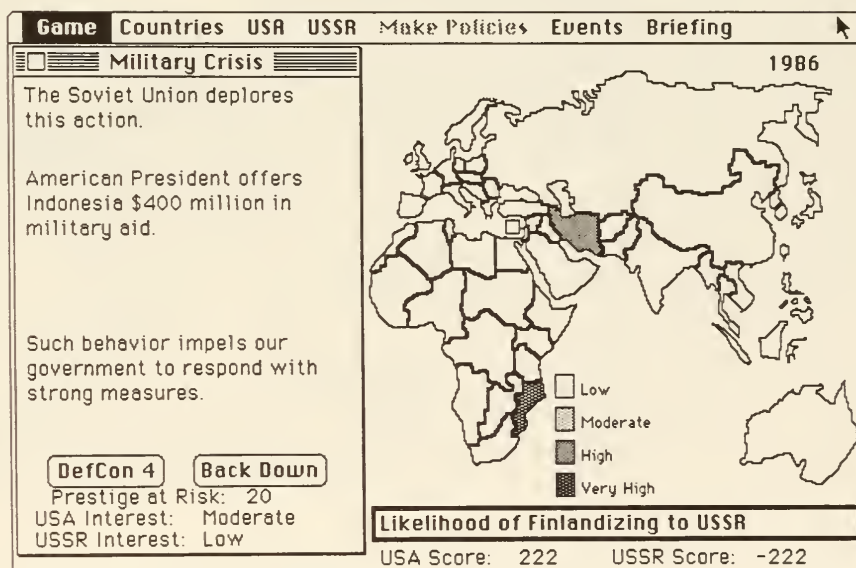 Game Countries USA USSR Make Policies Events Briefing
Military Crisis
The Soviet Union deplores
this action.
American President offers
Indonesia $400 million in
military aid.
Such behavior impels our
government to respond with
strong measures.
DefCon 4 Back Down
Prestige at Risk: 20
USA Interest: Moderate
USSR Interest: Low
1986
Low
Moderate
High
Very High
Likelihood of Finlandizing to USSR
USA Score: 222 USSR Score: -222